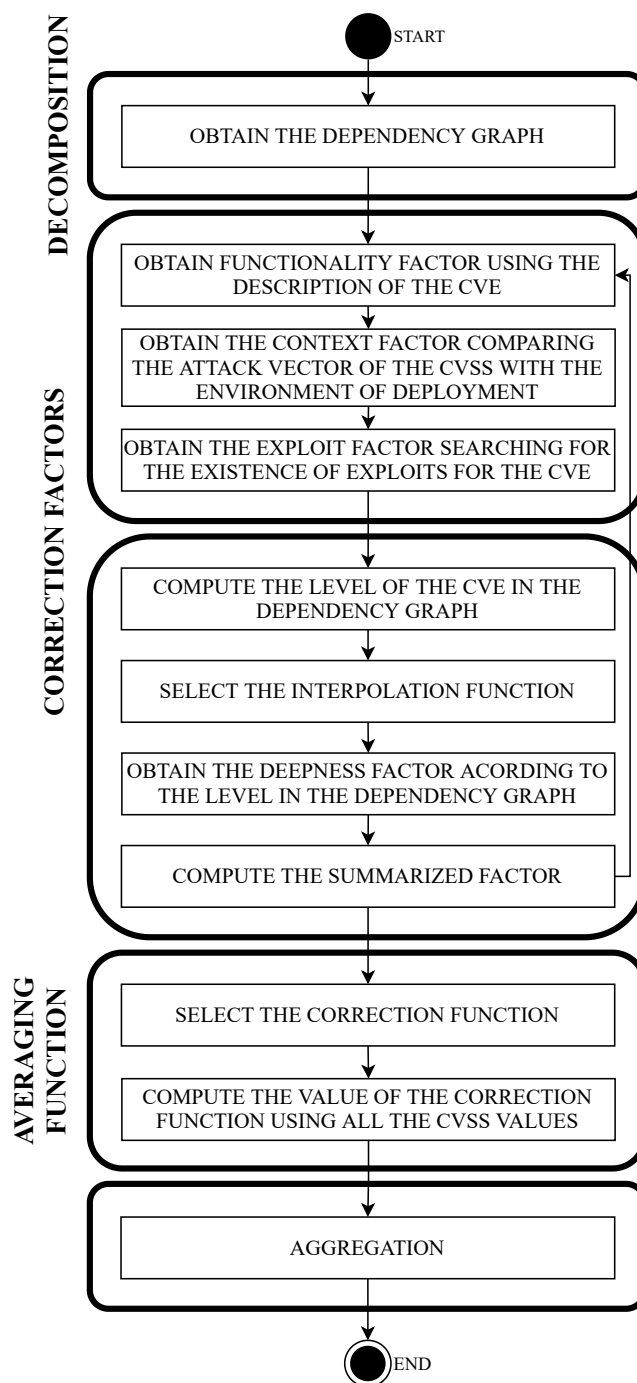 START
DECOMPOSITION
OBTAIN THE DEPENDENCY GRAPH
CORRECTION FACTORS
OBTAIN FUNCTIONALITY FACTOR USING THE
DESCRIPTION OF THE CVE
OBTAIN THE CONTEXT FACTOR COMPARING
THE ATTACK VECTOR OF THE CVSS WITH THE
ENVIRONMENT OF DEPLOYMENT
OBTAIN THE EXPLOIT FACTOR SEARCHING FOR
THE EXISTENCE OF EXPLOITS FOR THE CVE
COMPUTE THE LEVEL OF THE CVE IN THE
DEPENDENCY GRAPH
SELECT THE INTERPOLATION FUNCTION
OBTAIN THE DEEPNESS FACTOR ACORDING TO
THE LEVEL IN THE DEPENDENCY GRAPH
COMPUTE THE SUMMARIZED FACTOR
AVERAGING
FUNCTION
SELECT THE CORRECTION FUNCTION
COMPUTE THE VALUE OF THE CORRECTION
FUNCTION USING ALL THE CVSS VALUES
AGGREGATION
END